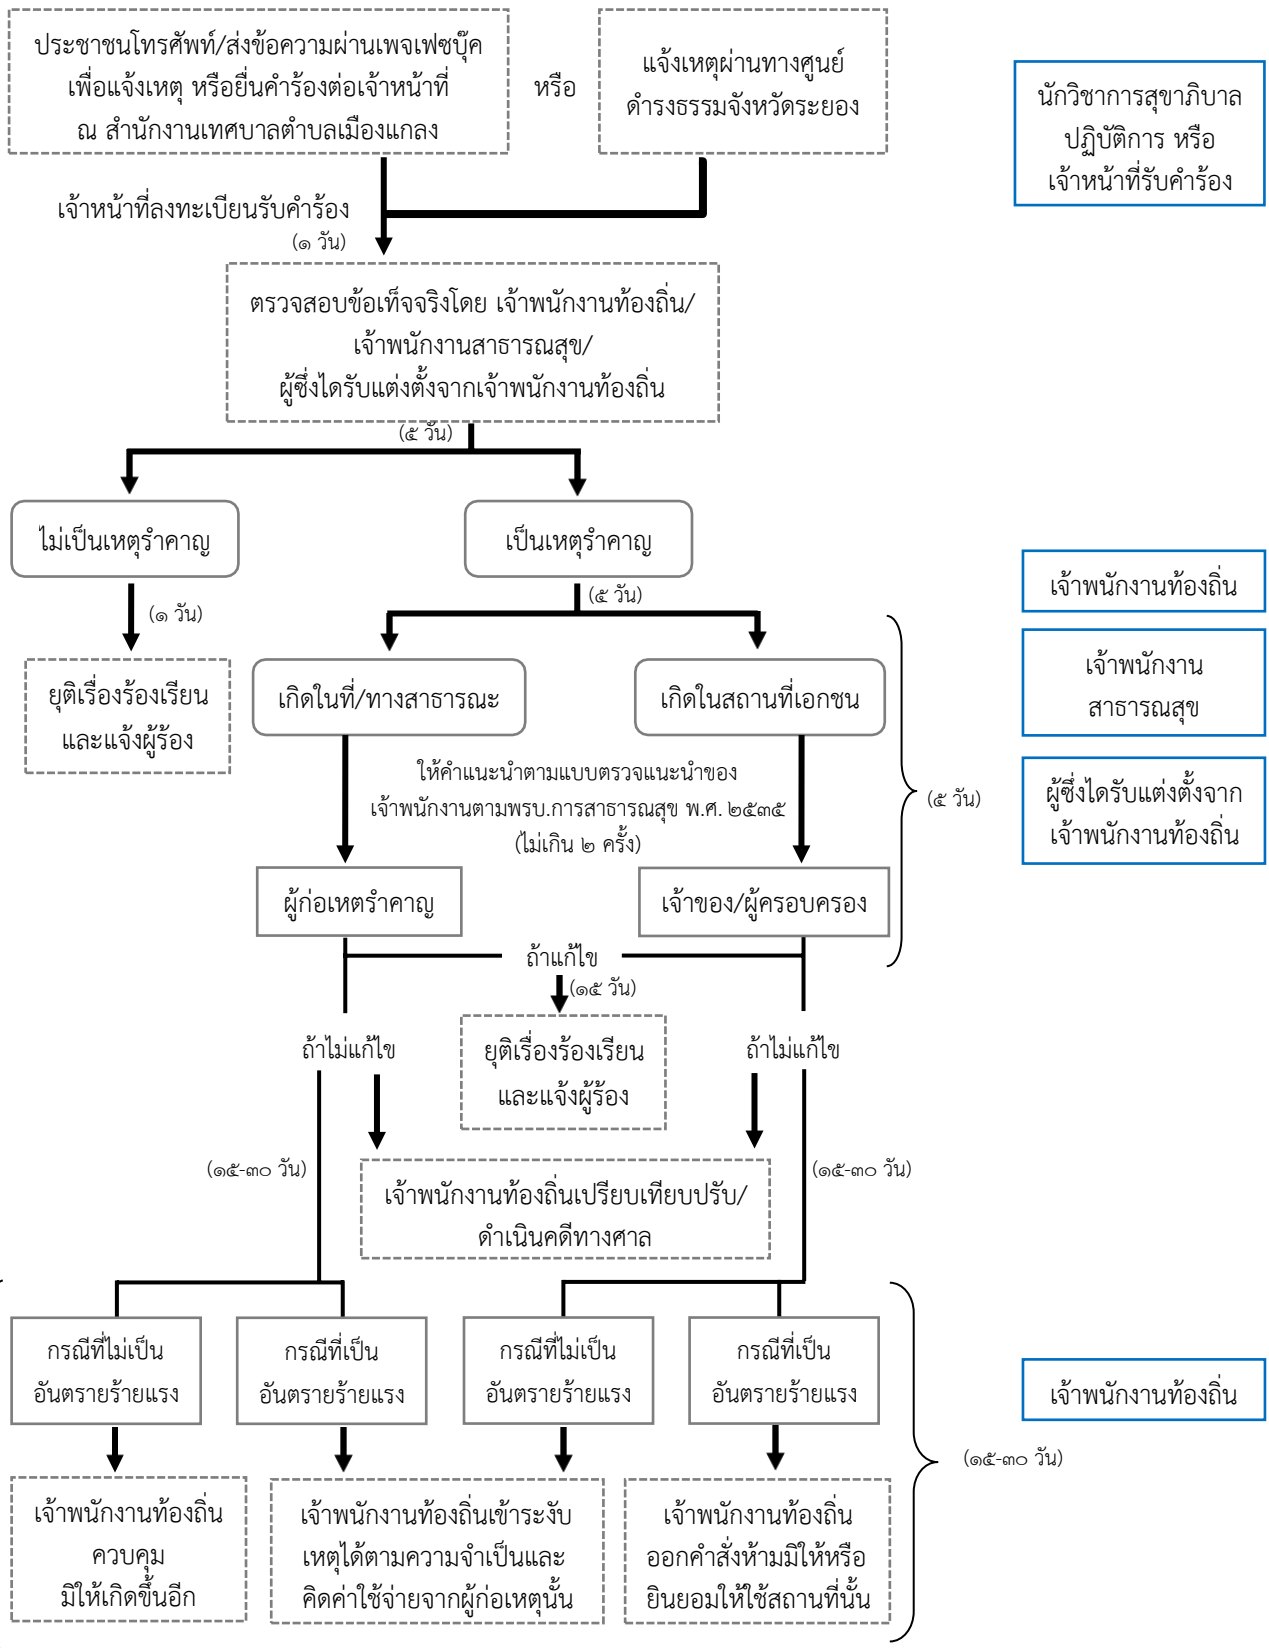 ประชาชนโทรศัพท์/ส่งข้อความผ่านเพจเฟซบุ๊ค
เพื่อแจ้งเหตุ หรือยื่นคำร้องต่อเจ้าหน้าที่
ณ สำนักงานเทศบาลตำบลเมืองแกลง
หรือ
แจ้งเหตุผ่านทางศูนย์
ดำรงธรรมจังหวัดระยอง
นักวิชาการสุขาภิบาล
ปฏิบัติการ หรือ
เจ้าหน้าที่รับคำร้อง
เจ้าหน้าที่ลงทะเบียนรับคำร้อง
(๑ วัน)
ตรวจสอบข้อเท็จจริงโดย เจ้าพนักงานท้องถิ่น/
เจ้าพนักงานสาธารณสุข/
ผู้ซึ่งไดรับแต่งตั้งจากเจ้าพนักงานท้องถิ่น
(๕ วัน)
ไม่เป็นเหตุรำคาญ
เป็นเหตุรำคาญ
(๑ วัน)
(๕ วัน)
ยุติเรื่องร้องเรียน
และแจ้งผู้ร้อง
เกิดในที่/ทางสาธารณะ
เกิดในสถานที่เอกชน
เจ้าพนักงานท้องถิ่น
เจ้าพนักงาน
สาธารณสุข
ผู้ซึ่งไดรับแต่งตั้งจาก
เจ้าพนักงานท้องถิ่น
ให้คำแนะนำตามแบบตรวจแนะนำของ
เจ้าพนักงานตามพรบ.การสาธารณสุข พ.ศ. ๒๕๓๕
(ไม่เกิน ๒ ครั้ง)
(๕ วัน)
ผู้ก่อเหตรำคาญ
เจ้าของ/ผู้ครอบครอง
ถ้าแก้ไข
(๑๕ วัน)
ถ้าไม่แก้ไข
ยุติเรื่องร้องเรียน
และแจ้งผู้ร้อง
ถ้าไม่แก้ไข
(๑๕-๓๐ วัน)
(๑๕-๓๐ วัน)
เจ้าพนักงานท้องถิ่นเปรียบเทียบปรับ/
ดำเนินคดีทางศาล
กรณีที่ไม่เป็น
อันตรายร้ายแรง
กรณีที่เป็น
อันตรายร้ายแรง
กรณีที่ไม่เป็น
อันตรายร้ายแรง
กรณีที่เป็น
อันตรายร้ายแรง
เจ้าพนักงานท้องถิ่น
(๑๕-๓๐ วัน)
เจ้าพนักงานท้องถิ่น
ควบคุม
มิให้เกิดขึ้นอีก
เจ้าพนักงานท้องถิ่นเข้าระงับ
เหตุได้ตามความจำเป็นและ
คิดค่าใช้จ่ายจากผู้ก่อเหตุนั้น
เจ้าพนักงานท้องถิ่น
ออกคำสั่งห้ามมิให้หรือ
ยินยอมให้ใช้สถานที่นั้น